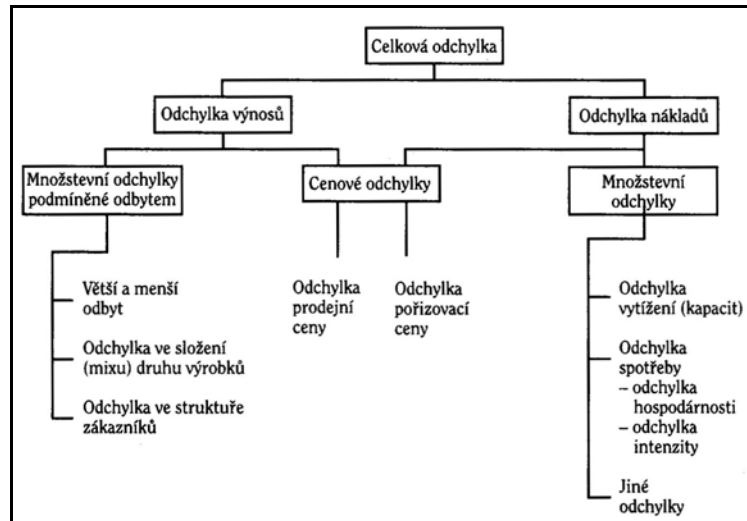 Celková odchylka
Odchylka výnosů
Odchylka nákladů
Množstevní odchylky
podmíněné odbytem
Cenové odchylky
Množstevní
odchylky
Větší a menší
odbyt
Odchylka ve složení
(mixu) druhu výrobků
Odchylka ve struktuře
zákazníků
Odchylka
prodejní
ceny
Odchylka
pořizovací
ceny
Odchylka
vytížení (kapacit)
Odchylka
spotřeby
– odchylka
hospodárnosti
– odchylka
intenzity
Jiné
odchylky